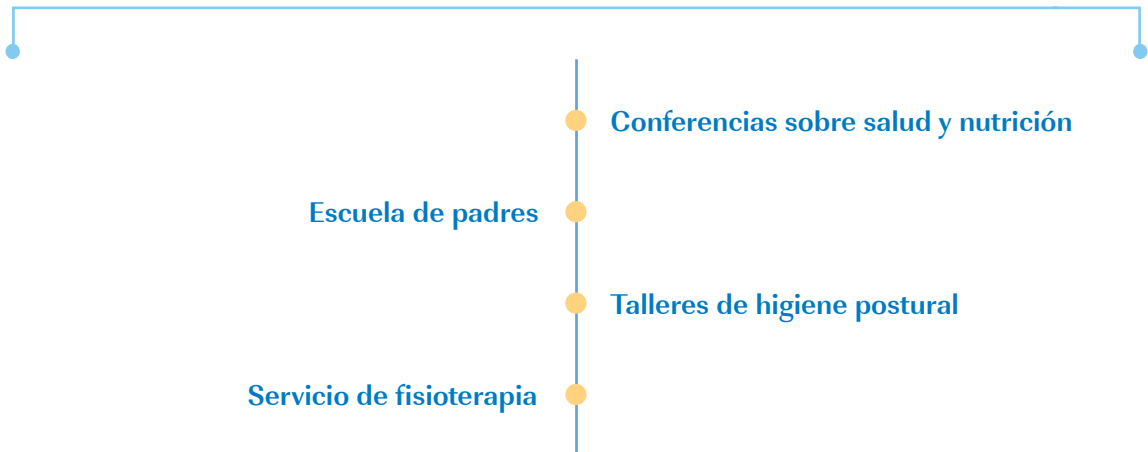 Conferencias sobre salud y nutrición
Escuela de padres
Talleres de higiene postural
Servicio de fisioterapia